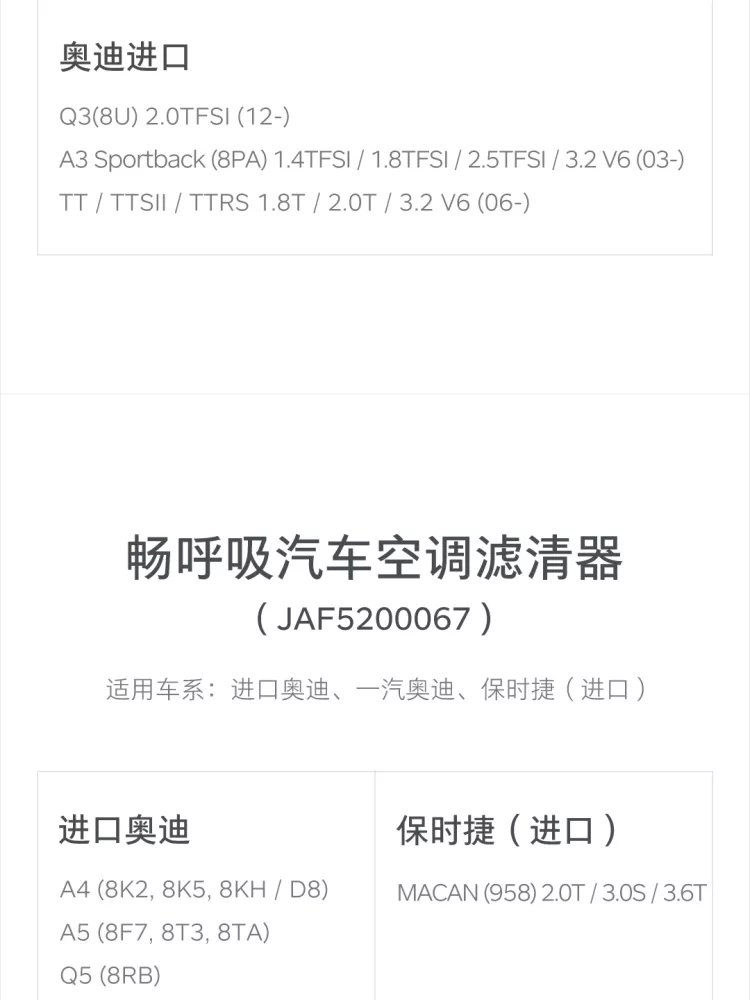 奥迪进口
Q3(8U) 2.0TFSI (12-)
A3 Sportback (8PA) 1.4TFSI / 1.8TFSI / 2.5TFSI / 3.2 V6 (03-)
TT / TTSII / TTRS 1.8T / 2.0T / 3.2 V6 (06-)
畅呼吸汽车空调滤清器
（JAF5200067）
适用车系：进口奥迪、一汽奥迪、保时捷（进口）
进口奥迪
A4 (8K2, 8K5, 8KH / D8)
A5 (8F7, 8T3, 8TA)
Q5 (8RB)
保时捷（进口）
MACAN (958) 2.0T / 3.0S / 3.6T